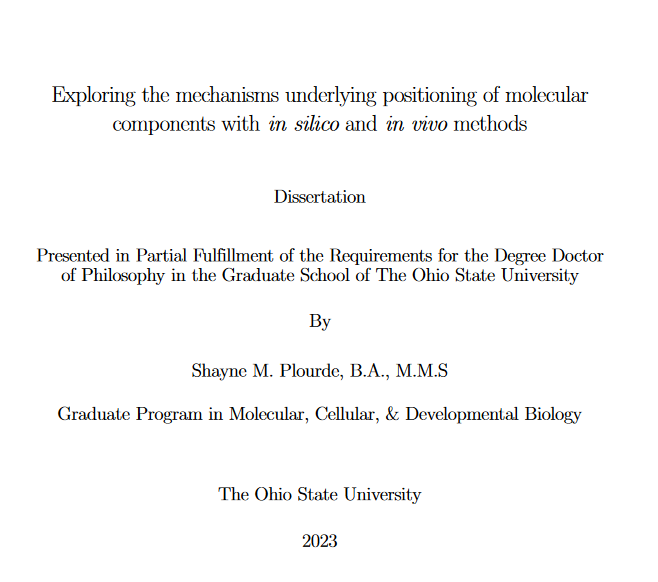 Exploring the mechanisms underlying positioning of molecular
components with in silico and in vivo methods
Dissertation
Presented in Partial Fulfillment of the Requirements for the Degree Doctor
of Philosophy in the Graduate School of The Ohio State University
By
Shayne M. Plourde, B.A., M.M.S
Graduate Program in Molecular, Cellular, & Developmental Biology
The Ohio State University
2023